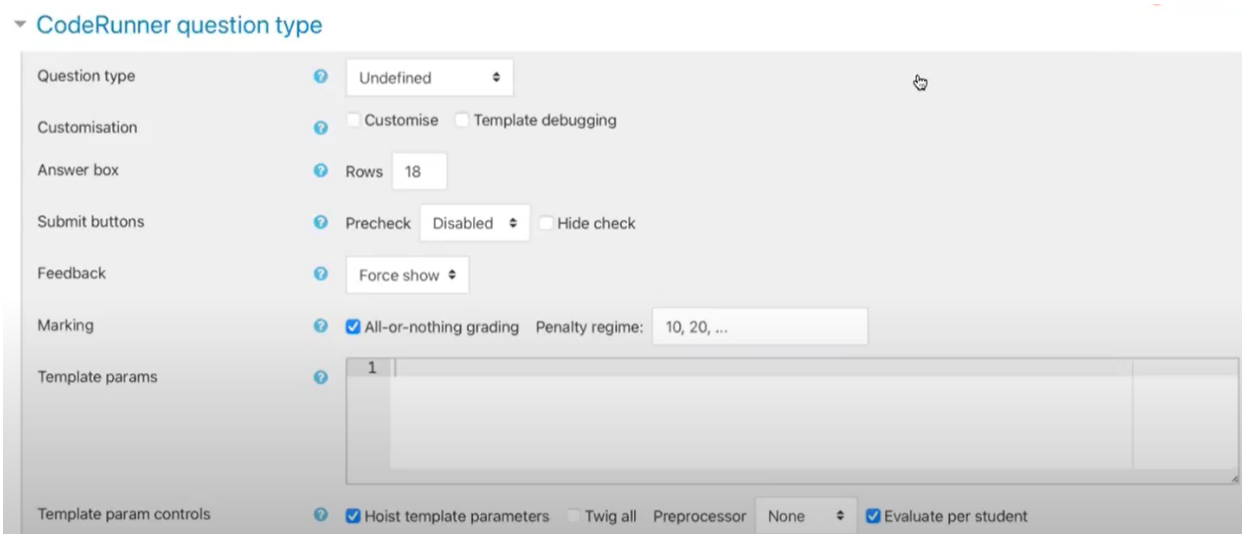 CodeRunner question type
Question type Undefined
Customisation Customise Template debugging
Answer box Rows 18
Submit buttons Precheck Disabled Hide check
Feedback Force show
Marking All-or-nothing grading Penalty regime: 10, 20, ...
Template params 1
Template param controls Hoist template parameters Twig all Preprocessor None Evaluate per student